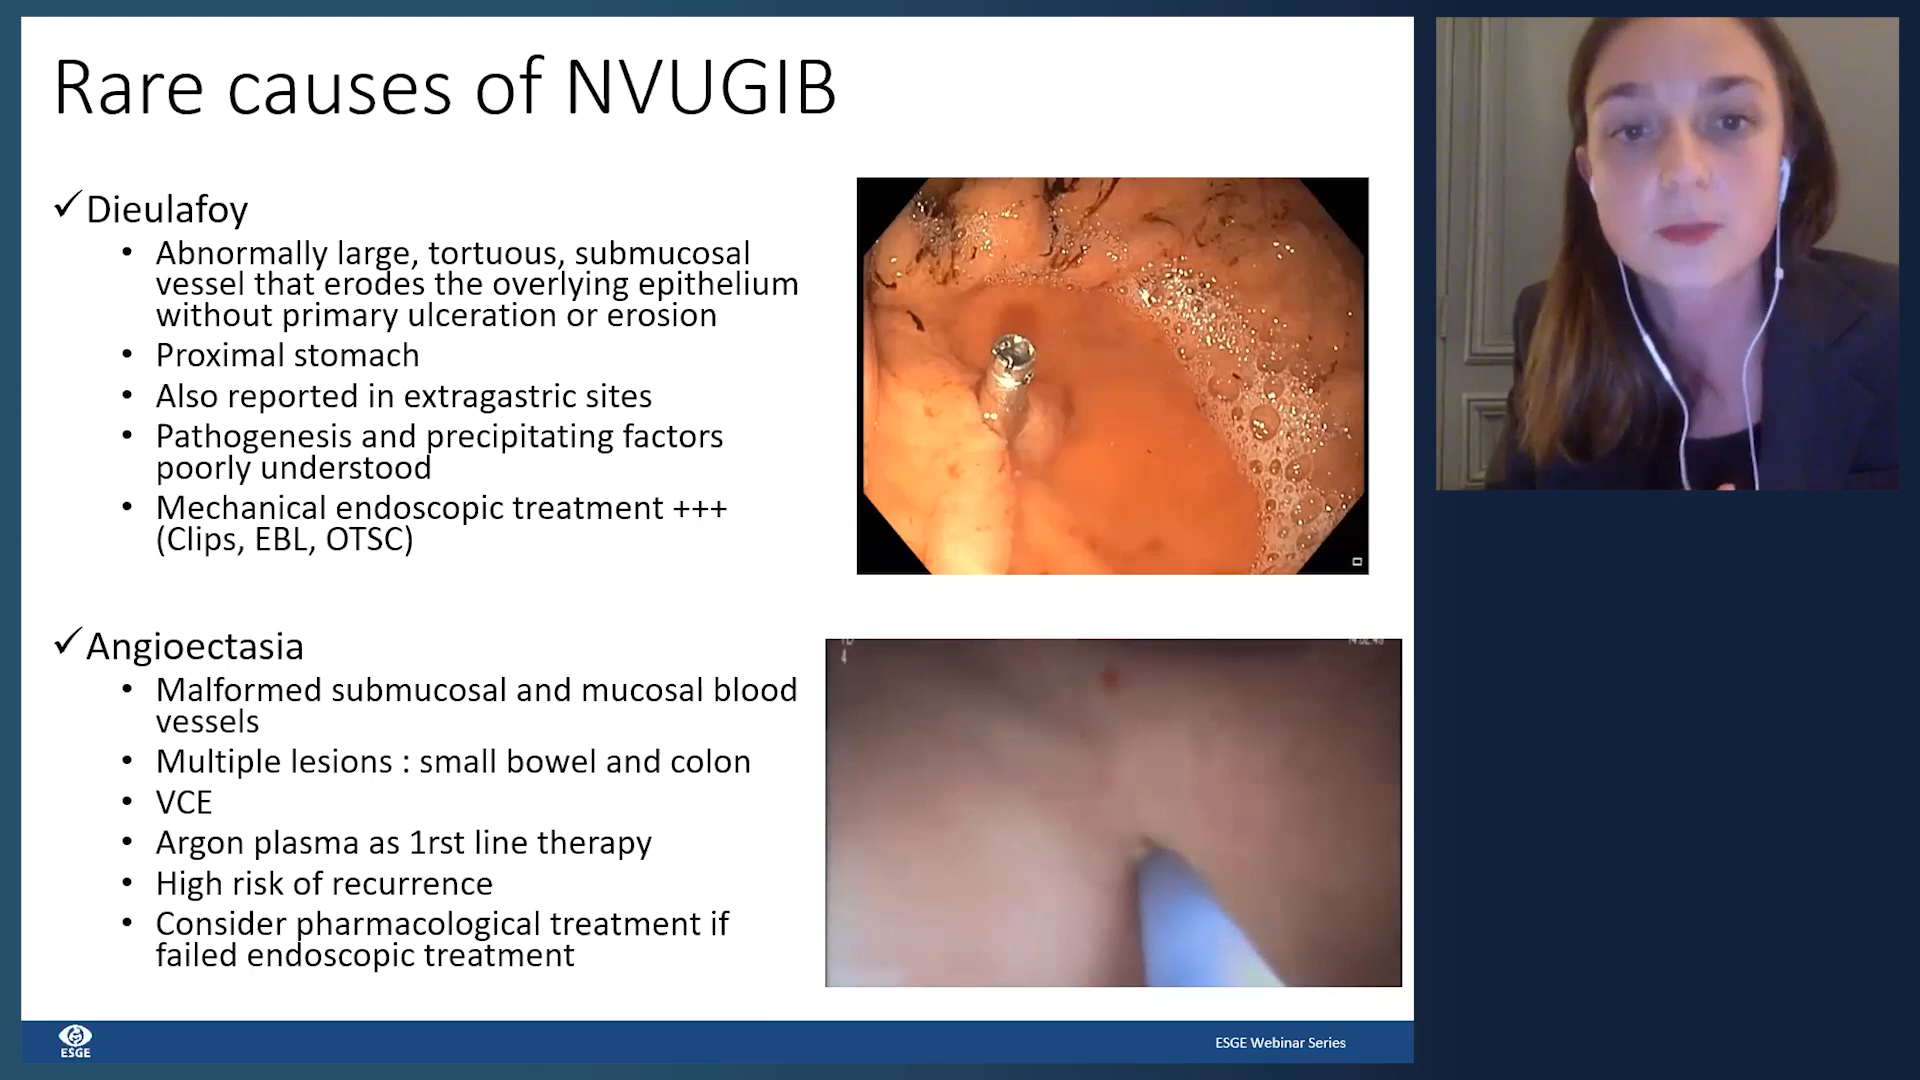 Rare causes of NVUGIB
✓Dieulafoy
• Abnormally large, tortuous, submucosal
vessel that erodes the overlying epithelium
without primary ulceration or erosion
• Proximal stomach
• Also reported in extragastric sites
• Pathogenesis and precipitating factors
poorly understood
• Mechanical endoscopic treatment +++
(Clips, EBL, OTSC)
✓Angioectasia
• Malformed submucosal and mucosal blood
vessels
• Multiple lesions : small bowel and colon
• VCE
• Argon plasma as 1rst line therapy
• High risk of recurrence
• Consider pharmacological treatment if
failed endoscopic treatment
4
ESGE
ESGE Webinar Series